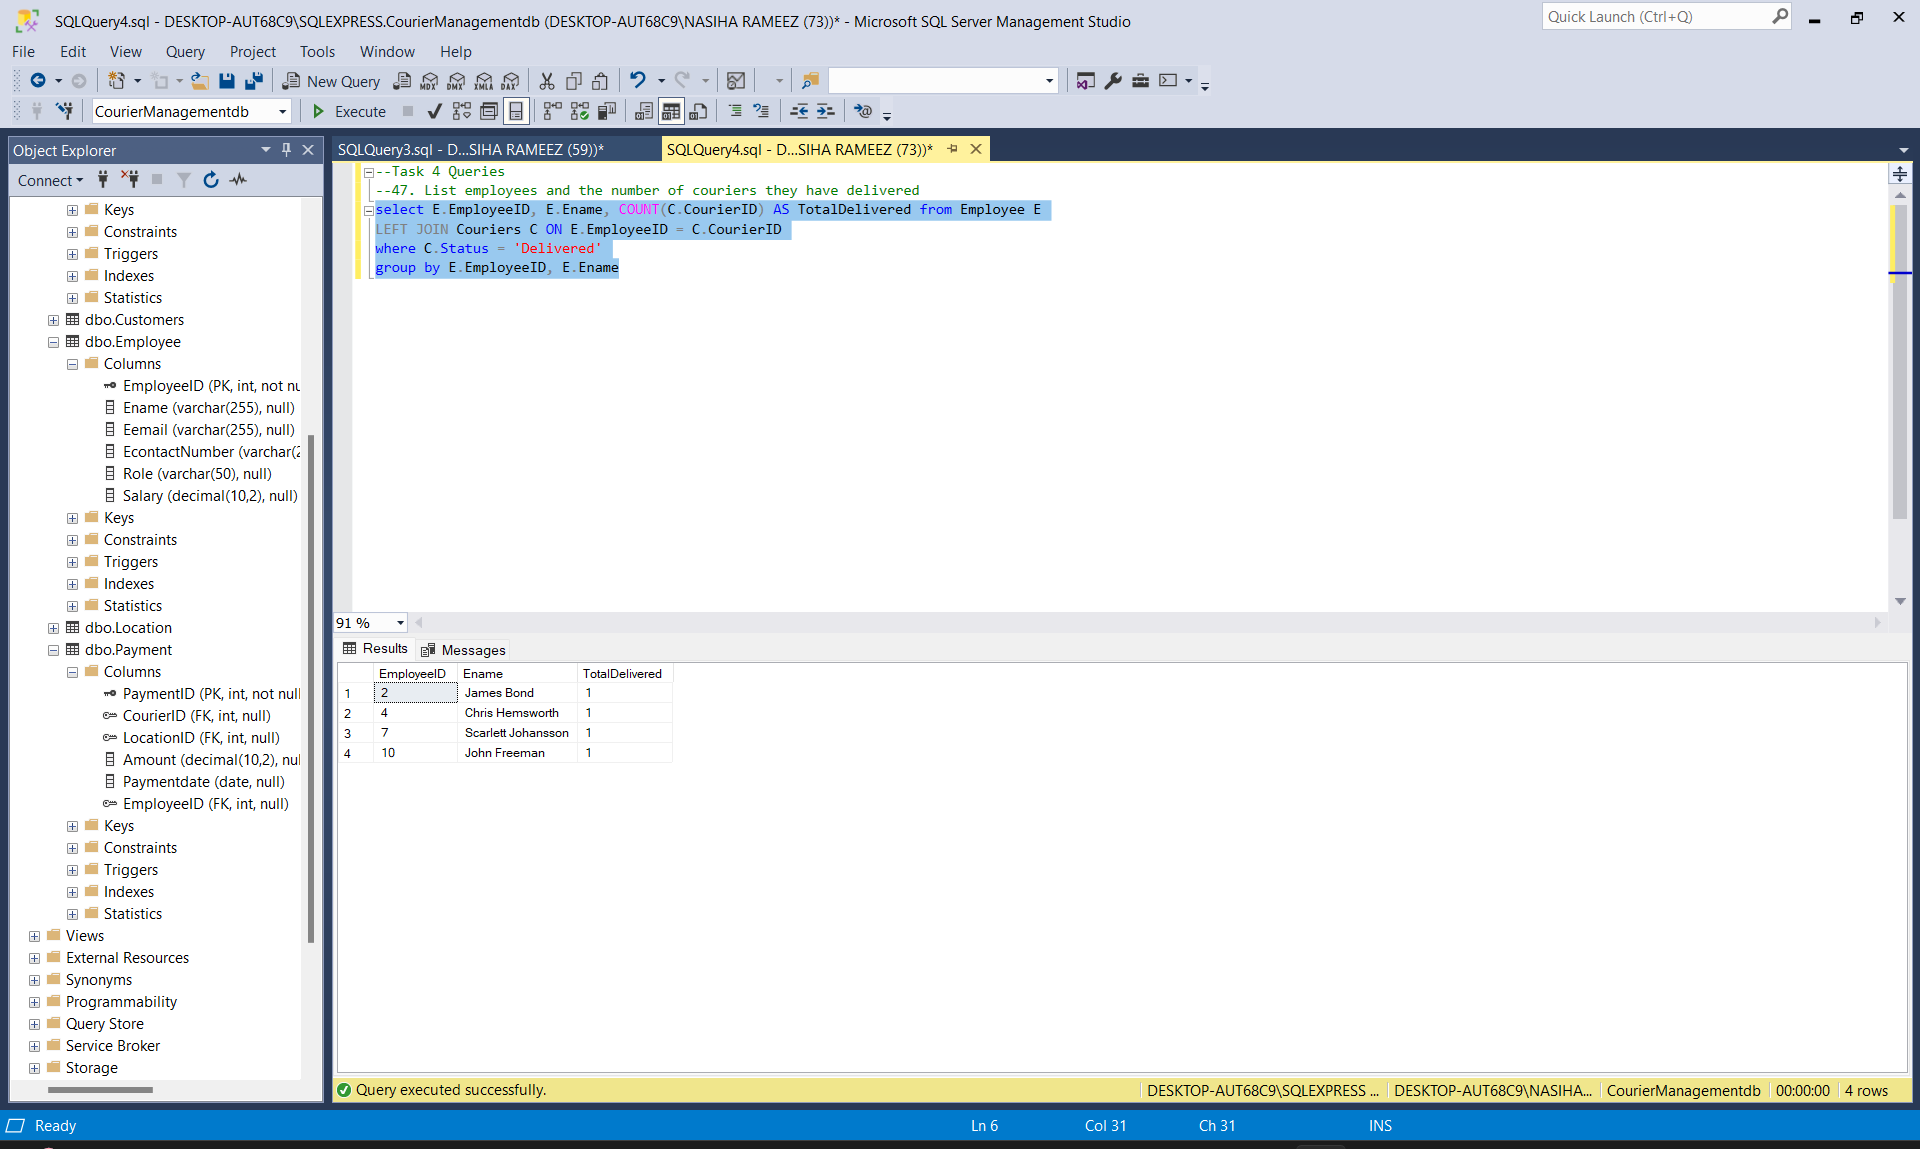 SQLQuery4.sql - DESKTOP-AUT68C9\SQLEXPRESS.CourierManagementdb (DESKTOP-AUT68C9\NASIHA RAMEEZ (73))* - Microsoft SQL Server Management Studio
Quick Launch (Ctrl+Q)
File Edit View Query Project Tools Window Help
New Query MDX DMX XMLA DAX
CourierManagementdb Execute
Object Explorer
Connect
Keys
Constraints
Triggers
Indexes
Statistics
dbo.Customers
dbo.Employee
Columns
EmployeeID (PK, int, not nu
Ename (varchar(255), null)
Eemail (varchar(255), null)
EcontactNumber (varchar(2
Role (varchar(50), null)
Salary (decimal(10,2), null)
Keys
Constraints
Triggers
Indexes
Statistics
dbo.Location
dbo.Payment
Columns
PaymentID (PK, int, not null
CourierID (FK, int, null)
LocationID (FK, int, null)
Amount (decimal(10,2), nul
Paymentdate (date, null)
EmployeeID (FK, int, null)
Keys
Constraints
Triggers
Indexes
Statistics
Views
External Resources
Synonyms
Programmability
Query Store
Service Broker
Storage
SQLQuery3.sql - D...SIHA RAMEEZ (59))*
SQLQuery4.sql - D...SIHA RAMEEZ (73))*
--Task 4 Queries
--47. List employees and the number of couriers they have delivered
select E.EmployeeID, E.Ename, COUNT(C.CourierID) AS TotalDelivered from Employee E
LEFT JOIN Couriers C ON E.EmployeeID = C.CourierID
where C.Status = 'Delivered'
group by E.EmployeeID, E.Ename
91 %
Results Messages
EmployeeID Ename TotalDelivered
1 2 James Bond 1
2 4 Chris Hemsworth 1
3 7 Scarlett Johansson 1
4 10 John Freeman 1
Query executed successfully.
DESKTOP-AUT68C9\SQLEXPRESS ... DESKTOP-AUT68C9\NASIHA... CourierManagementdb 00:00:00 4 rows
Ready Ln 6 Col 31 Ch 31 INS